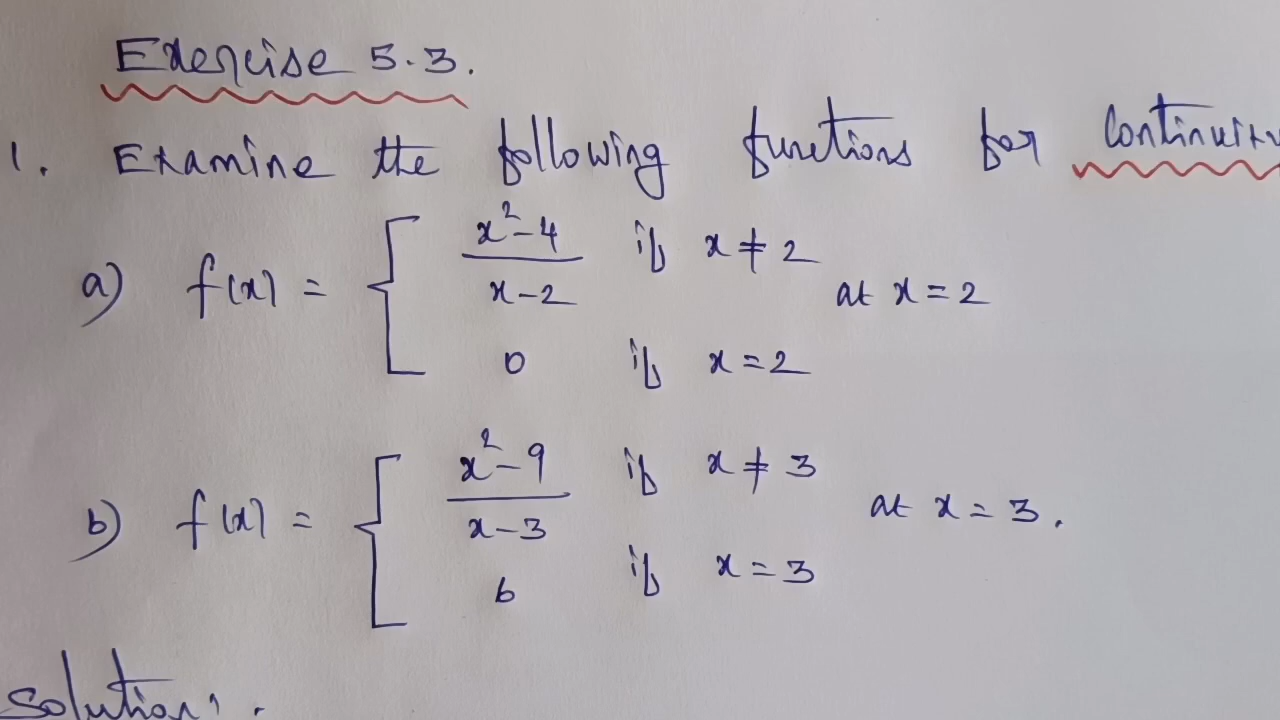 Exercise 5.3.
1. Examine the following functions for continuity
a) f(x) = { x²-4 / x-2 if x ≠ 2 at x = 2
0 if x = 2
b) f(x) = { x²-9 / x-3 if x ≠ 3 at x = 3.
6 if x = 3
Solution:.